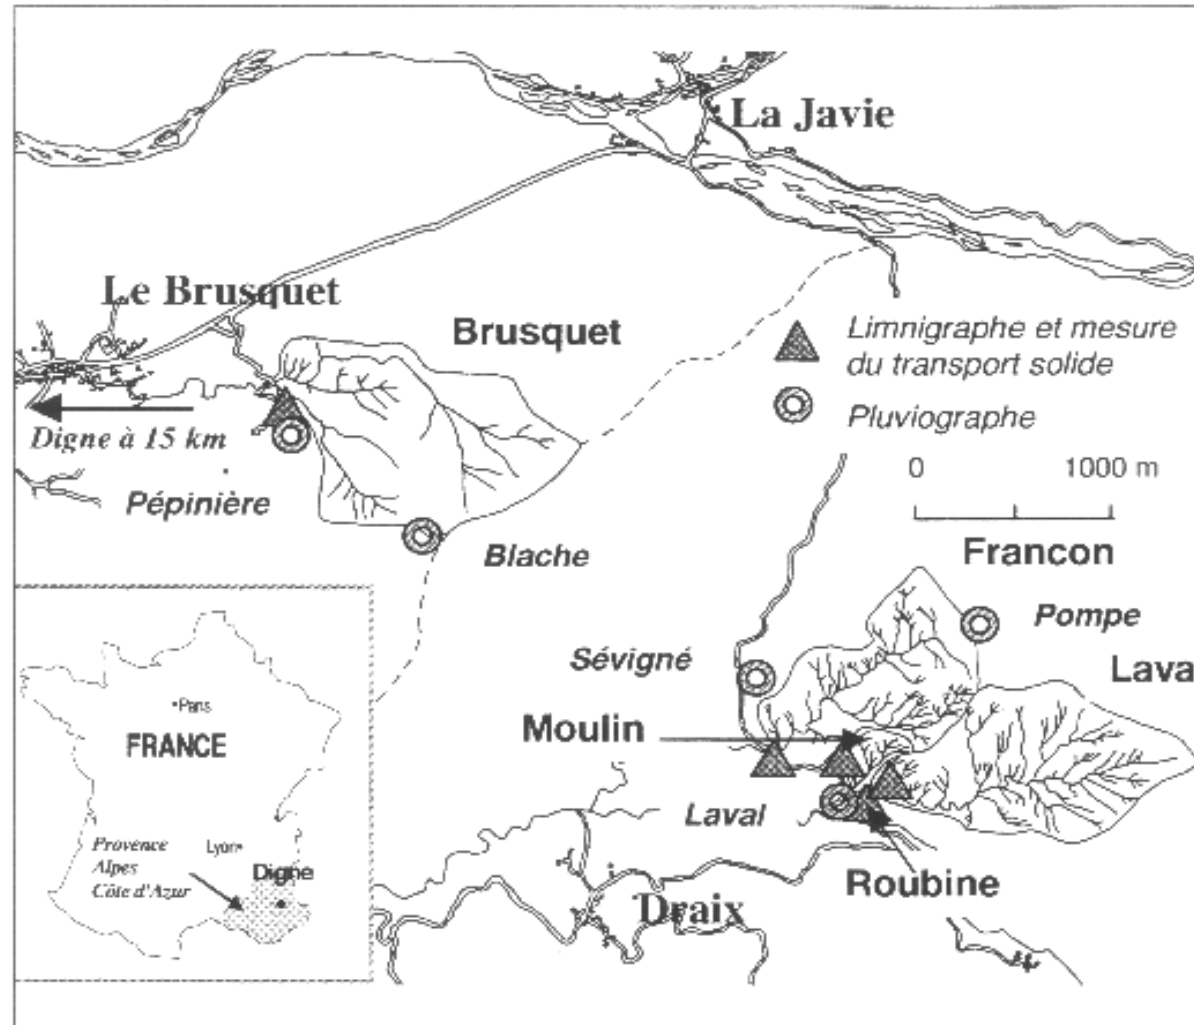 La Javie
Le Brusquet
Brusquet
Limnigraphe et mesure
du transport solide
Pluviographe
Digne à 15 km
0 1000 m
Pépinière
Blache
Francon
Pompe
Sévigné
Lava
Moulin
Paris
FRANCE
Laval
Provence
Alpes
Côte d'Azur
Lyon
Digne
Roubine
Draix